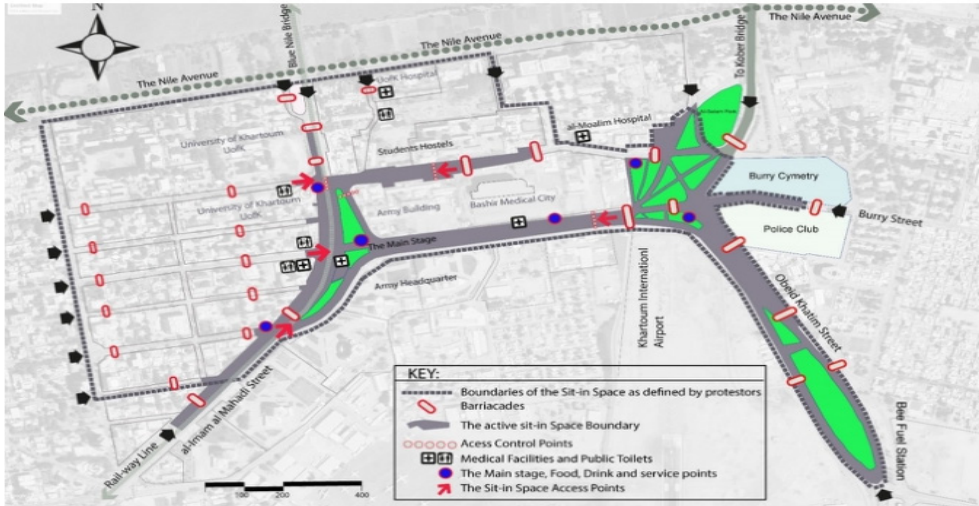 N
The Nile Avenue
The Nile Avenue
The Nile Avenue
Blue Nile Bridge
To Kober Bridge
UofK Hospital
al-Moalim Hospital
University of Khartoum
UofK
Students Hostels
University of Khartoum
UofK
Army Building
Bashir Medical City
Burry Cymetry
Burry Street
Police Club
The Main Stage
Army Headquarter
Khartoum Internationl
Airport
Obeid Khatim Street
Bee Fuel Station
Rail-way Line
al-Imam al Mahadi Street
100 200 400
KEY:
Boundaries of the Sit-in Space as defined by protestors
Barriacades
The active sit-in Space Boundary
Acess Control Points
Medical Facilities and Public Toilets
The Main stage, Food, Drink and service points
The Sit-in Space Access Points